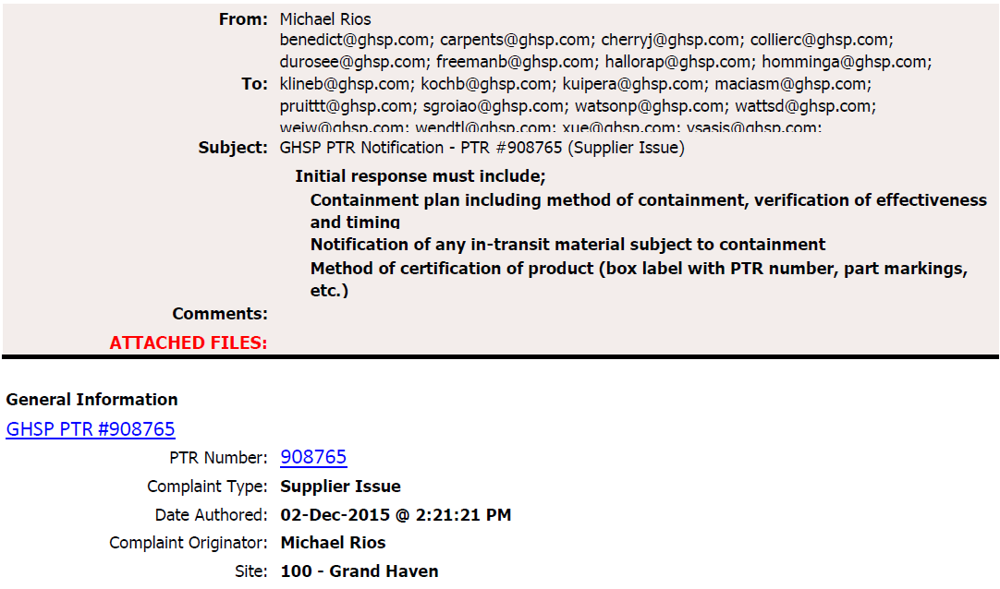 From: Michael Rios
benedict@ghsp.com; carpents@ghsp.com; cherryj@ghsp.com; collierc@ghsp.com;
durosee@ghsp.com; freemanb@ghsp.com; hallorap@ghsp.com; homminga@ghsp.com;
To: klineb@ghsp.com; kochb@ghsp.com; kuipera@ghsp.com; maciasm@ghsp.com;
pruittt@ghsp.com; sgroiao@ghsp.com; watsonp@ghsp.com; wattsd@ghsp.com;
weiw@ghsp.com; wendtl@ghsp.com; xue@ghsp.com; ysasis@ghsp.com;
Subject: GHSP PTR Notification - PTR #908765 (Supplier Issue)
Initial response must include;
Containment plan including method of containment, verification of effectiveness
and timing
Notification of any in-transit material subject to containment
Method of certification of product (box label with PTR number, part markings,
etc.)
Comments:
ATTACHED FILES:
General Information
GHSP PTR #908765
PTR Number: 908765
Complaint Type: Supplier Issue
Date Authored: 02-Dec-2015 @ 2:21:21 PM
Complaint Originator: Michael Rios
Site: 100 - Grand Haven